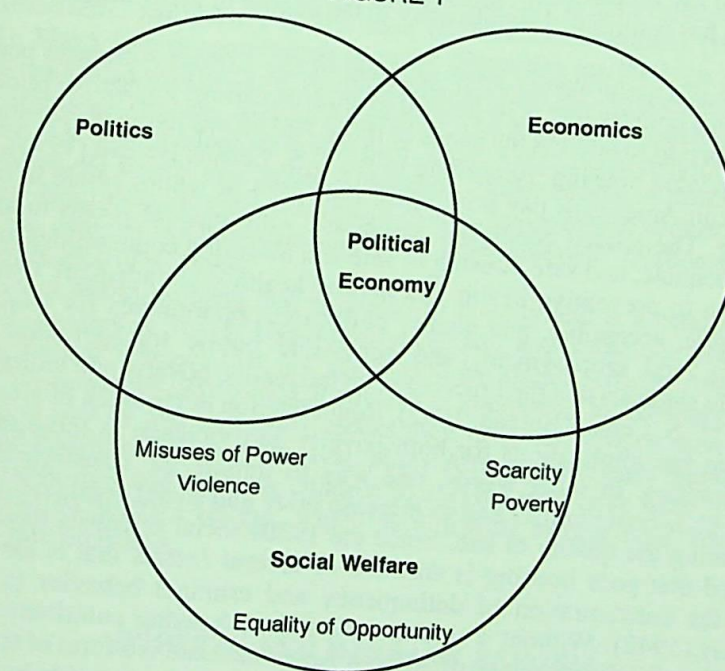 Politics
Economics
Political
Economy
Misuses of Power
Violence
Scarcity
Poverty
Social Welfare
Equality of Opportunity